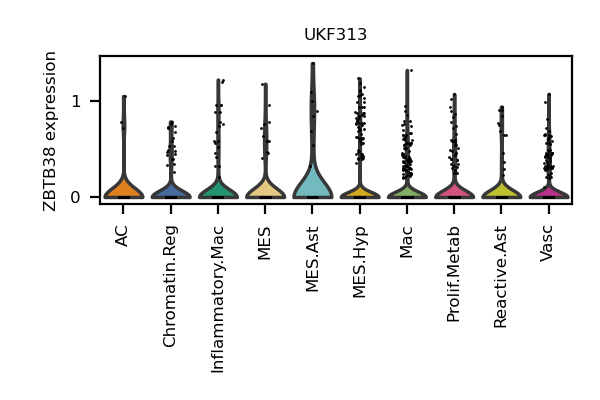 UKF313
ZBTB38 expression
1
0
AC
Chromatin.Reg
Inflammatory.Mac
MES
MES.Ast
MES.Hyp
Mac
Prolif.Metab
Reactive.Ast
Vasc